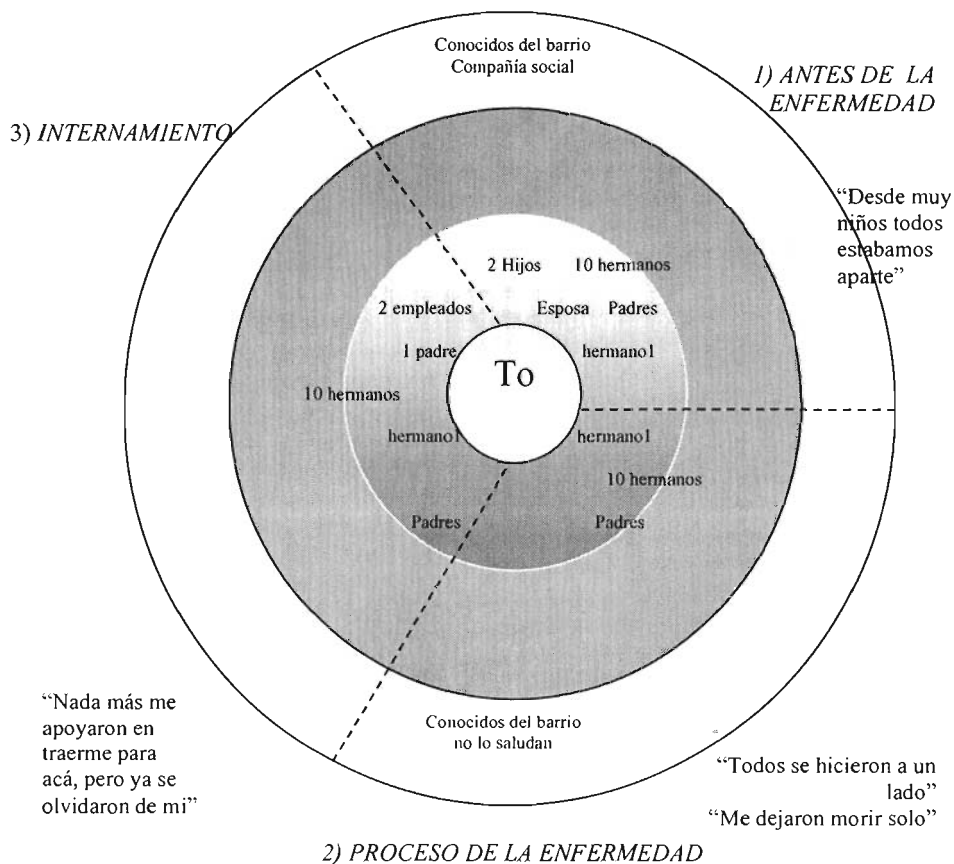 Conocidos del barrio
Compañía social
1) ANTES DE LA
ENFERMEDAD
3) INTERNAMIENTO
“Desde muy
niños todos
estabamos
aparte”
2 Hijos 10 hermanos
2 empleados Esposa Padres
1 padre hermano1
To
10 hermanos
hermano1 hermano1
10 hermanos
Padres Padres
“Nada más me
apoyaron en
traerme para
acá, pero ya se
olvidaron de mi”
Conocidos del barrio
no lo saludan
“Todos se hicieron a un
lado”
“Me dejaron morir solo”
2) PROCESO DE LA ENFERMEDAD